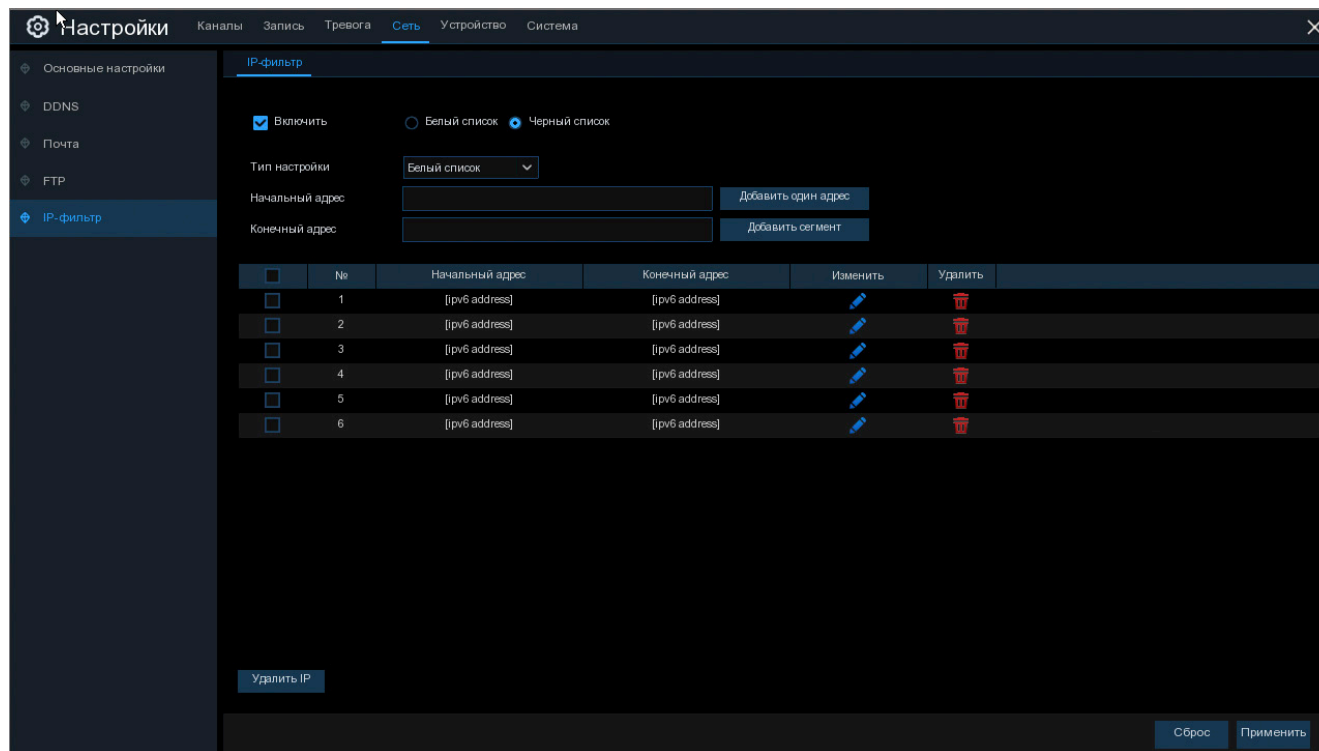 Настройки Каналы Запись Тревога Сеть Устройство Система
Основные настройки
DDNS
Почта
FTP
IP-фильтр
IP-фильтр
Включить Белый список Черный список
Тип настройки Белый список
Начальный адрес Добавить один адрес
Конечный адрес Добавить сегмент
№ Начальный адрес Конечный адрес Изменить Удалить
1 [ipv6 address] [ipv6 address]
2 [ipv6 address] [ipv6 address]
3 [ipv6 address] [ipv6 address]
4 [ipv6 address] [ipv6 address]
5 [ipv6 address] [ipv6 address]
6 [ipv6 address] [ipv6 address]
Удалить IP
Сброс Применить